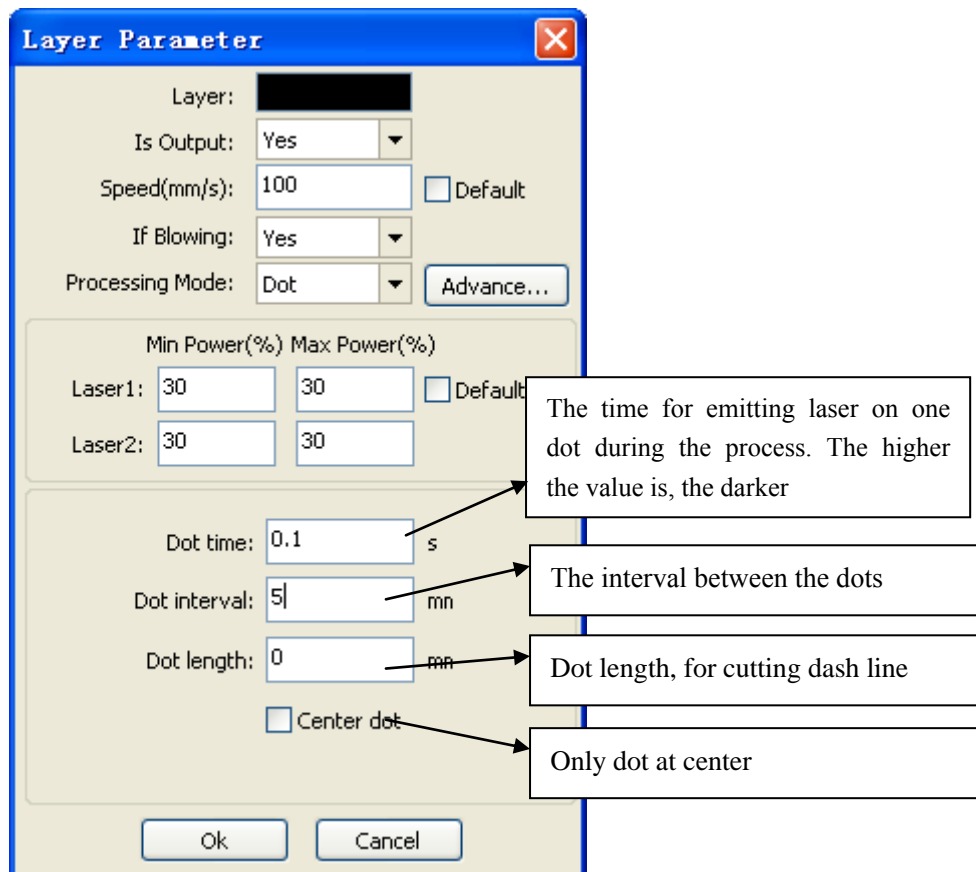 Layer Parameter
Layer:
Is Output: Yes
Speed(mm/s): 100 Default
If Blowing: Yes
Processing Mode: Dot Advance...
Min Power(%) Max Power(%)
Laser1: 30 30 Default
Laser2: 30 30
The time for emitting laser on one
dot during the process. The higher
the value is, the darker
Dot time: 0.1 s
The interval between the dots
Dot interval: 5 mn
Dot length: 0 mn
Dot length, for cutting dash line
Center dot
Only dot at center
Ok Cancel